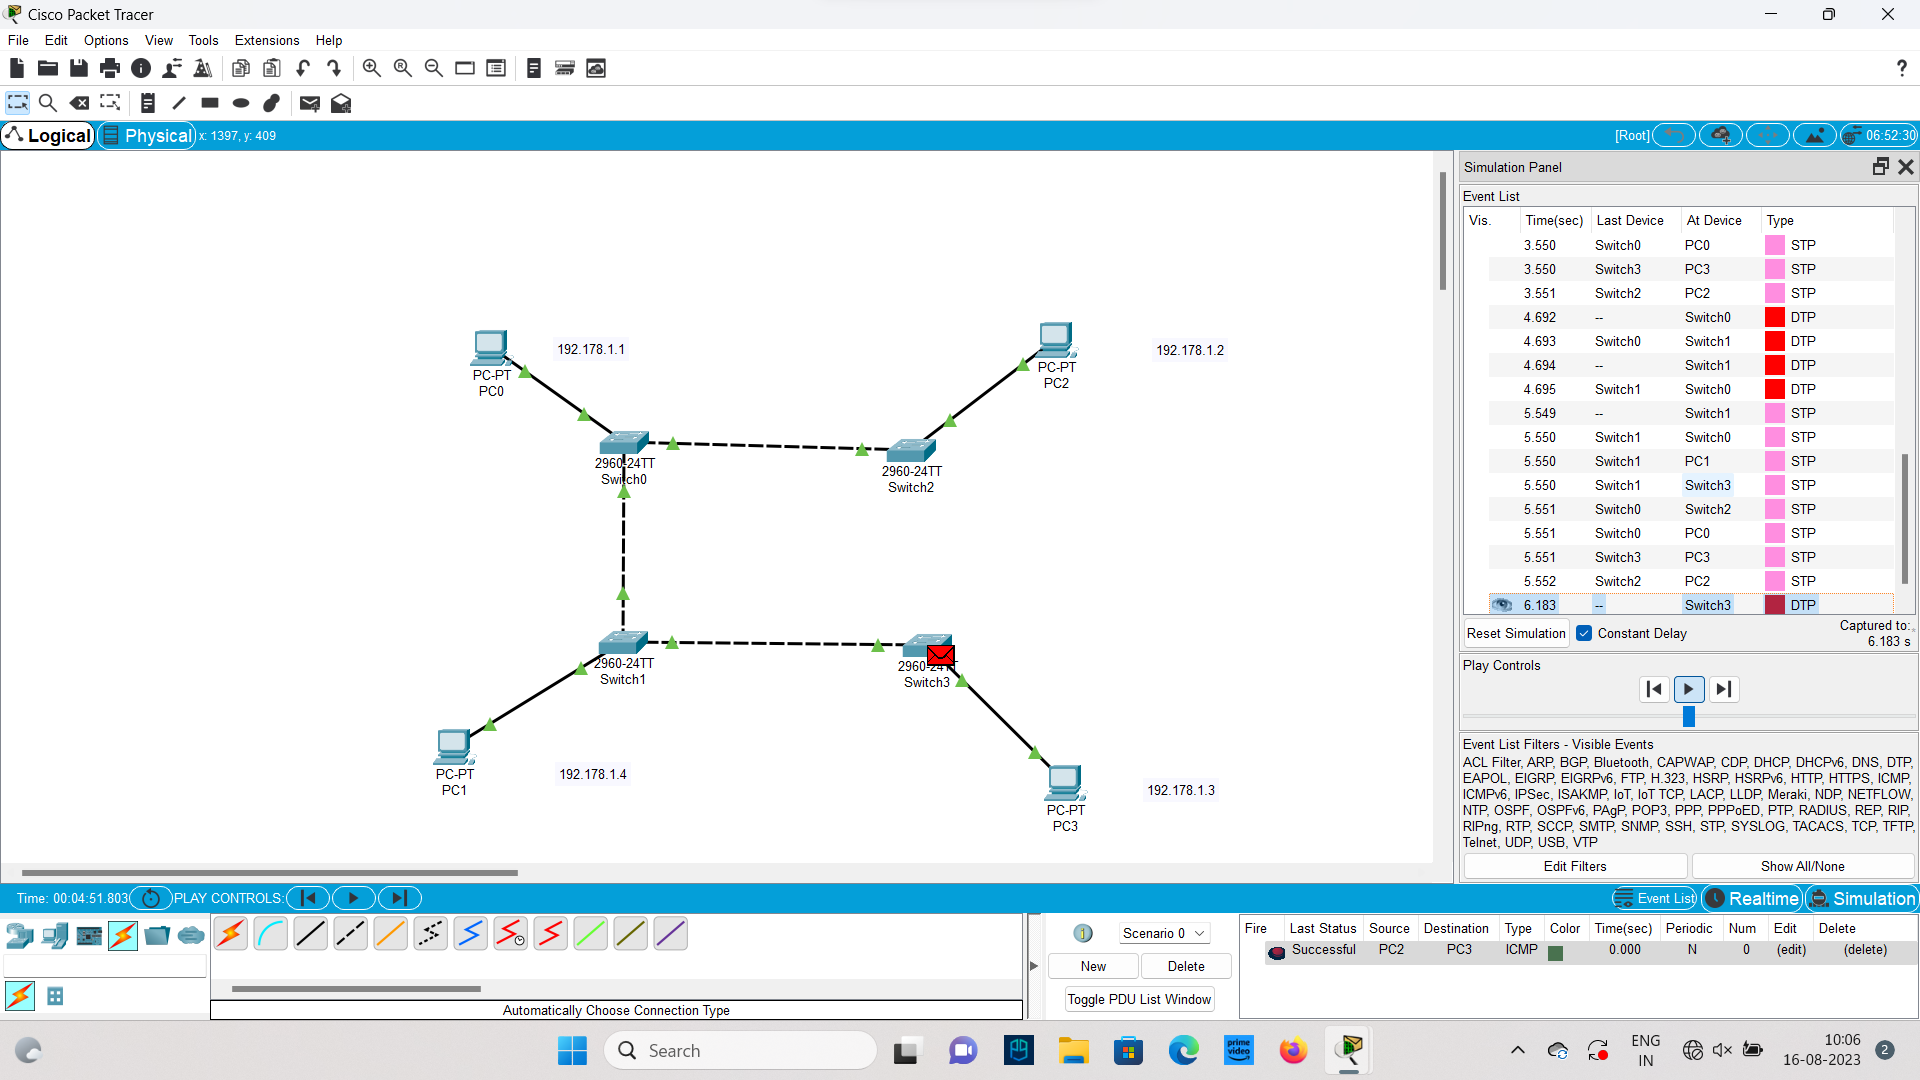 Cisco Packet Tracer
File Edit Options View Tools Extensions Help
Logical Physical x: 1397, y: 409 [Root] 06:52:30
PC-PT
PC0
192.178.1.1
PC-PT
PC2
192.178.1.2
2960-24TT
Switch0
2960-24TT
Switch2
2960-24TT
Switch1
2960-24TT
Switch3
PC-PT
PC1
192.178.1.4
PC-PT
PC3
192.178.1.3
Simulation Panel
Event List
Vis. Time(sec) Last Device At Device Type
3.550 Switch0 PC0 STP
3.550 Switch3 PC3 STP
3.551 Switch2 PC2 STP
4.692 -- Switch0 DTP
4.693 Switch0 Switch1 DTP
4.694 -- Switch1 DTP
4.695 Switch1 Switch0 DTP
5.549 -- Switch1 STP
5.550 Switch1 Switch0 STP
5.550 Switch1 PC1 STP
5.550 Switch1 Switch3 STP
5.551 Switch0 Switch2 STP
5.551 Switch0 PC0 STP
5.551 Switch3 PC3 STP
5.552 Switch2 PC2 STP
6.183 -- Switch3 DTP
Reset Simulation Constant Delay Captured to:
6.183 s
Play Controls
Event List Filters - Visible Events
ACL Filter, ARP, BGP, Bluetooth, CAPWAP, CDP, DHCP, DHCPv6, DNS, DTP,
EAPOL, EIGRP, EIGRPv6, FTP, H.323, HSRP, HSRPv6, HTTP, HTTPS, ICMP,
ICMPv6, IPSec, ISAKMP, IoT, IoT TCP, LACP, LLDP, Meraki, NDP, NETFLOW,
NTP, OSPF, OSPFv6, PAgP, POP3, PPP, PPPoED, PTP, RADIUS, REP, RIP,
RIPng, RTP, SCCP, SMTP, SNMP, SSH, STP, SYSLOG, TACACS, TCP, TFTP,
Telnet, UDP, USB, VTP
Edit Filters Show All/None
Time: 00:04:51.803 PLAY CONTROLS: Event List Realtime Simulation
Automatically Choose Connection Type
Scenario 0
New Delete
Toggle PDU List Window
Fire Last Status Source Destination Type Color Time(sec) Periodic Num Edit Delete
Successful PC2 PC3 ICMP 0.000 N 0 (edit) (delete)
Search
prime
video
ENG
IN
10:06
16-08-2023
2